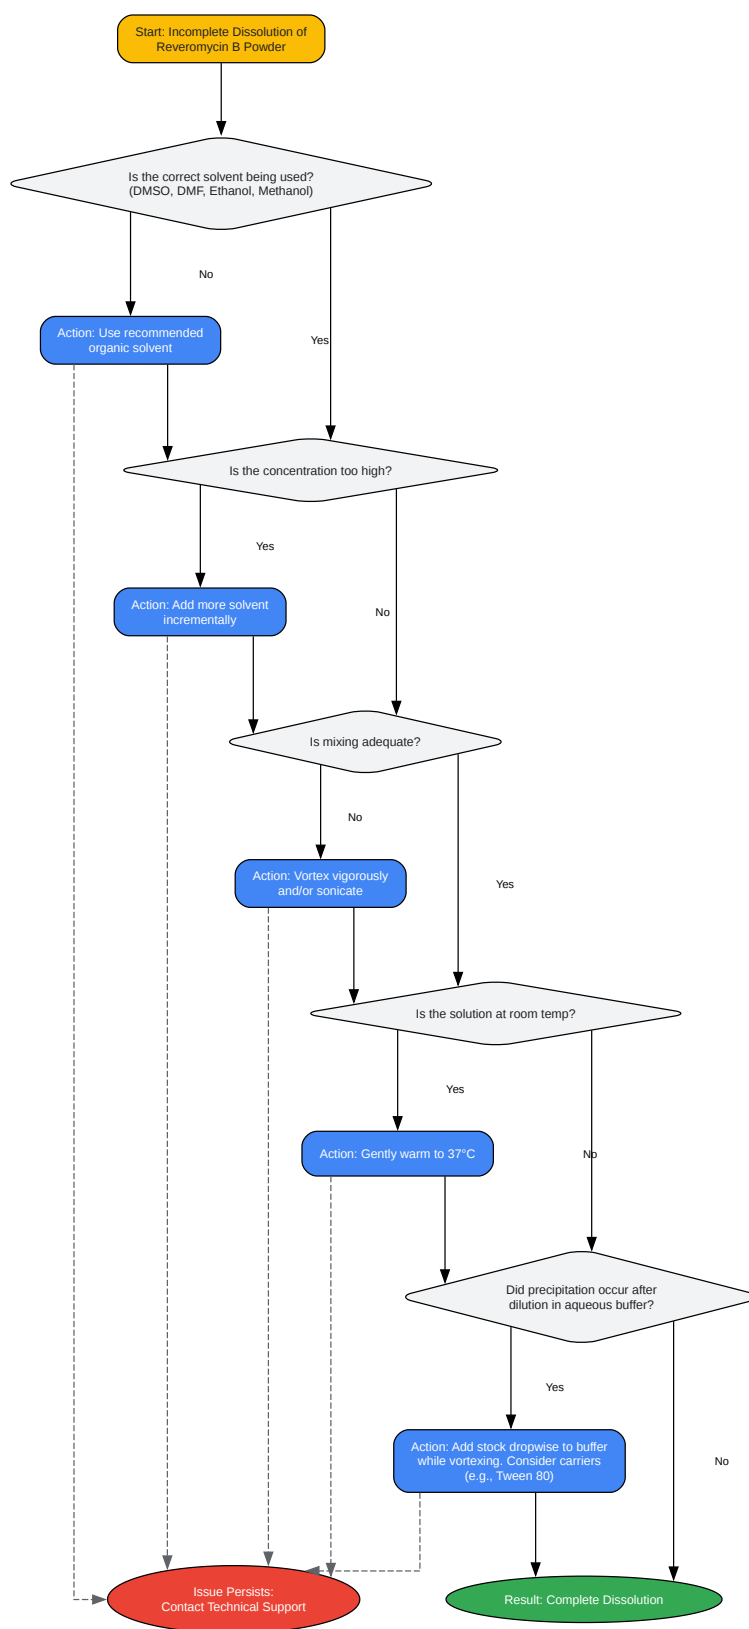 Start: Incomplete Dissolution of
Reveromycin B Powder
Is the correct solvent being used?
(DMSO, DMF, Ethanol, Methanol)
No
Action: Use recommended
organic solvent
Yes
Is the concentration too high?
Yes
Action: Add more solvent
incrementally
No
Is mixing adequate?
No
Action: Vortex vigorously
and/or sonicate
Yes
Is the solution at room temp?
Yes
Action: Gently warm to 37°C
No
Did precipitation occur after
dilution in aqueous buffer?
Yes
Action: Add stock dropwise to buffer
while vortexing. Consider carriers
(e.g., Tween 80)
No
Issue Persists:
Contact Technical Support
Result: Complete Dissolution